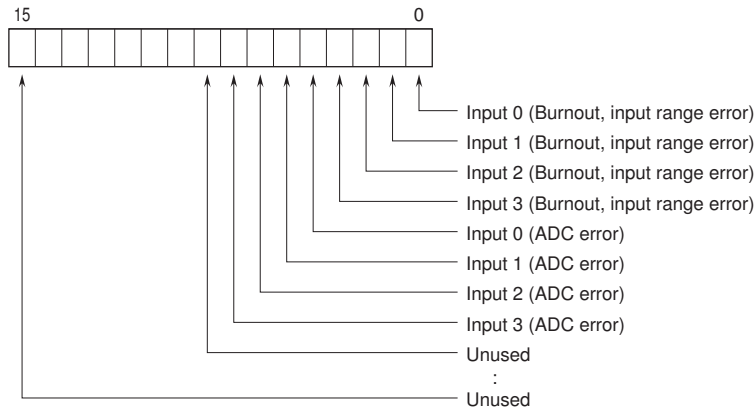 15 0
Input 0 (Burnout, input range error)
Input 1 (Burnout, input range error)
Input 2 (Burnout, input range error)
Input 3 (Burnout, input range error)
Input 0 (ADC error)
Input 1 (ADC error)
Input 2 (ADC error)
Input 3 (ADC error)
Unused
:
Unused